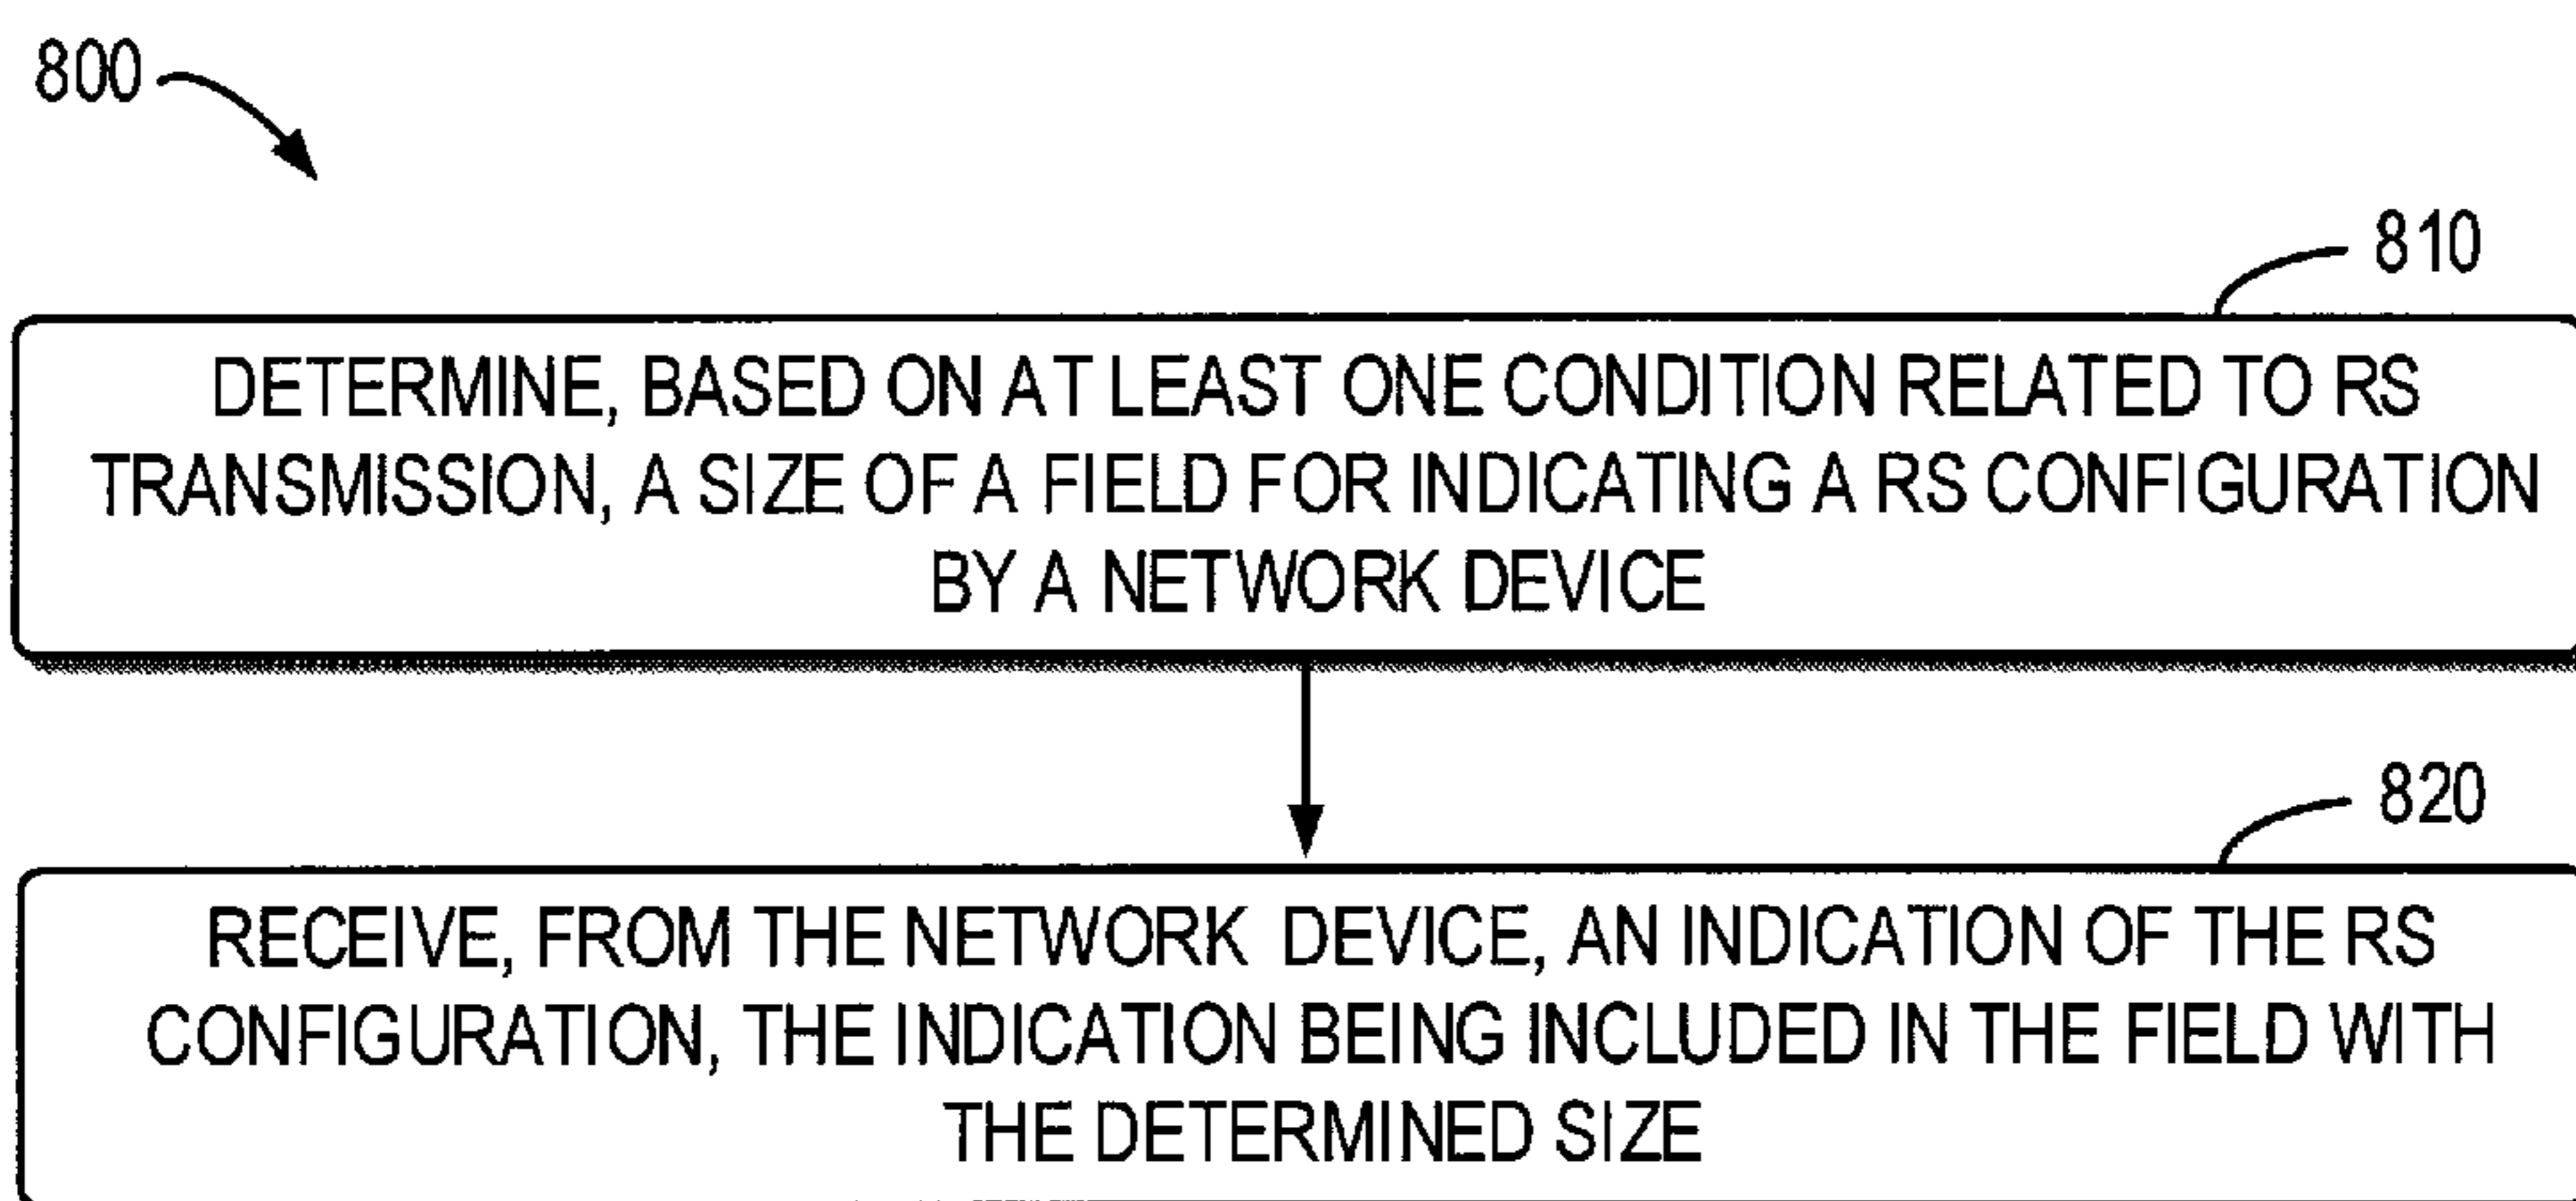 800
810
DETERMINE, BASED ON AT LEAST ONE CONDITION RELATED TO RS
TRANSMISSION, A SIZE OF A FIELD FOR INDICATING A RS CONFIGURATION
BY A NETWORK DEVICE
820
RECEIVE, FROM THE NETWORK DEVICE, AN INDICATION OF THE RS
CONFIGURATION, THE INDICATION BEING INCLUDED IN THE FIELD WITH
THE DETERMINED SIZE